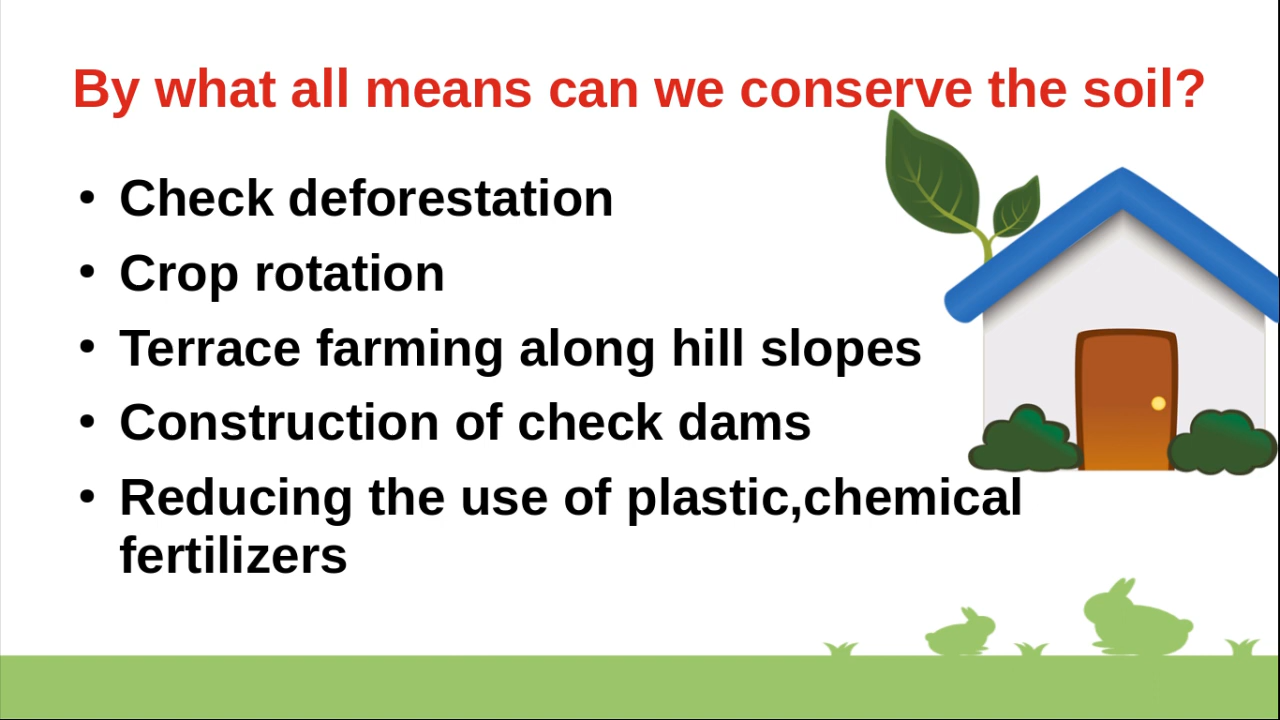 By what all means can we conserve the soil?
• Check deforestation
• Crop rotation
• Terrace farming along hill slopes
• Construction of check dams
• Reducing the use of plastic,chemical
fertilizers